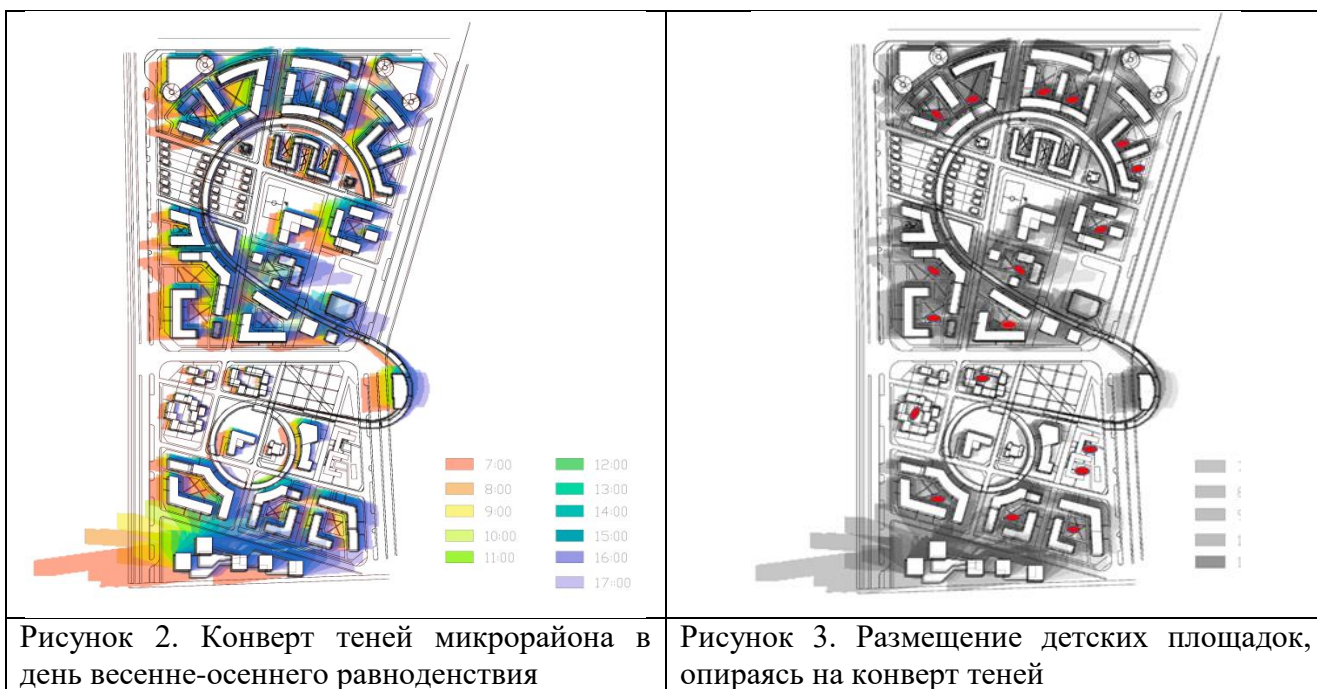 7:00 12:00
8:00 13:00
9:00 14:00
10:00 15:00
11:00 16:00
17::00
Рисунок 2. Конверт теней микрорайона в
день весенне-осеннего равноденствия
Рисунок 3. Размещение детских площадок,
опираясь на конверт теней